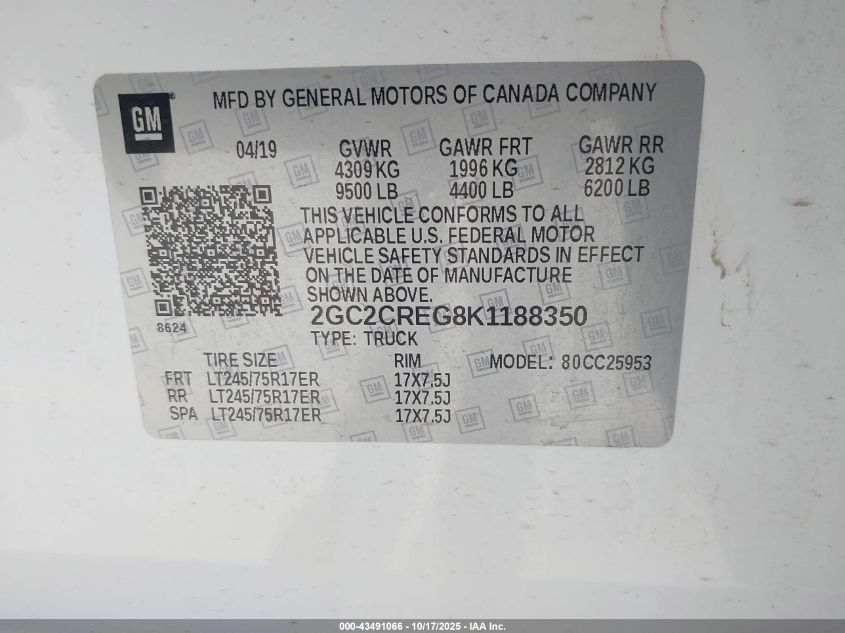 GM ®
MFD BY GENERAL MOTORS OF CANADA COMPANY
04/19 GVWR GAWR FRT GAWR RR
4309 KG 1996 KG 2812 KG
9500 LB 4400 LB 6200 LB
THIS VEHICLE CONFORMS TO ALL
APPLICABLE U.S. FEDERAL MOTOR
VEHICLE SAFETY STANDARDS IN EFFECT
ON THE DATE OF MANUFACTURE
SHOWN ABOVE.
8624
2GC2CREG8K1188350
TYPE: TRUCK
TIRE SIZE RIM MODEL: 80CC25953
FRT LT245/75R17ER 17X7.5J
RR LT245/75R17ER 17X7.5J
SPA LT245/75R17ER 17X7.5J
000-43491066 - 10/17/2025 - IAA Inc.